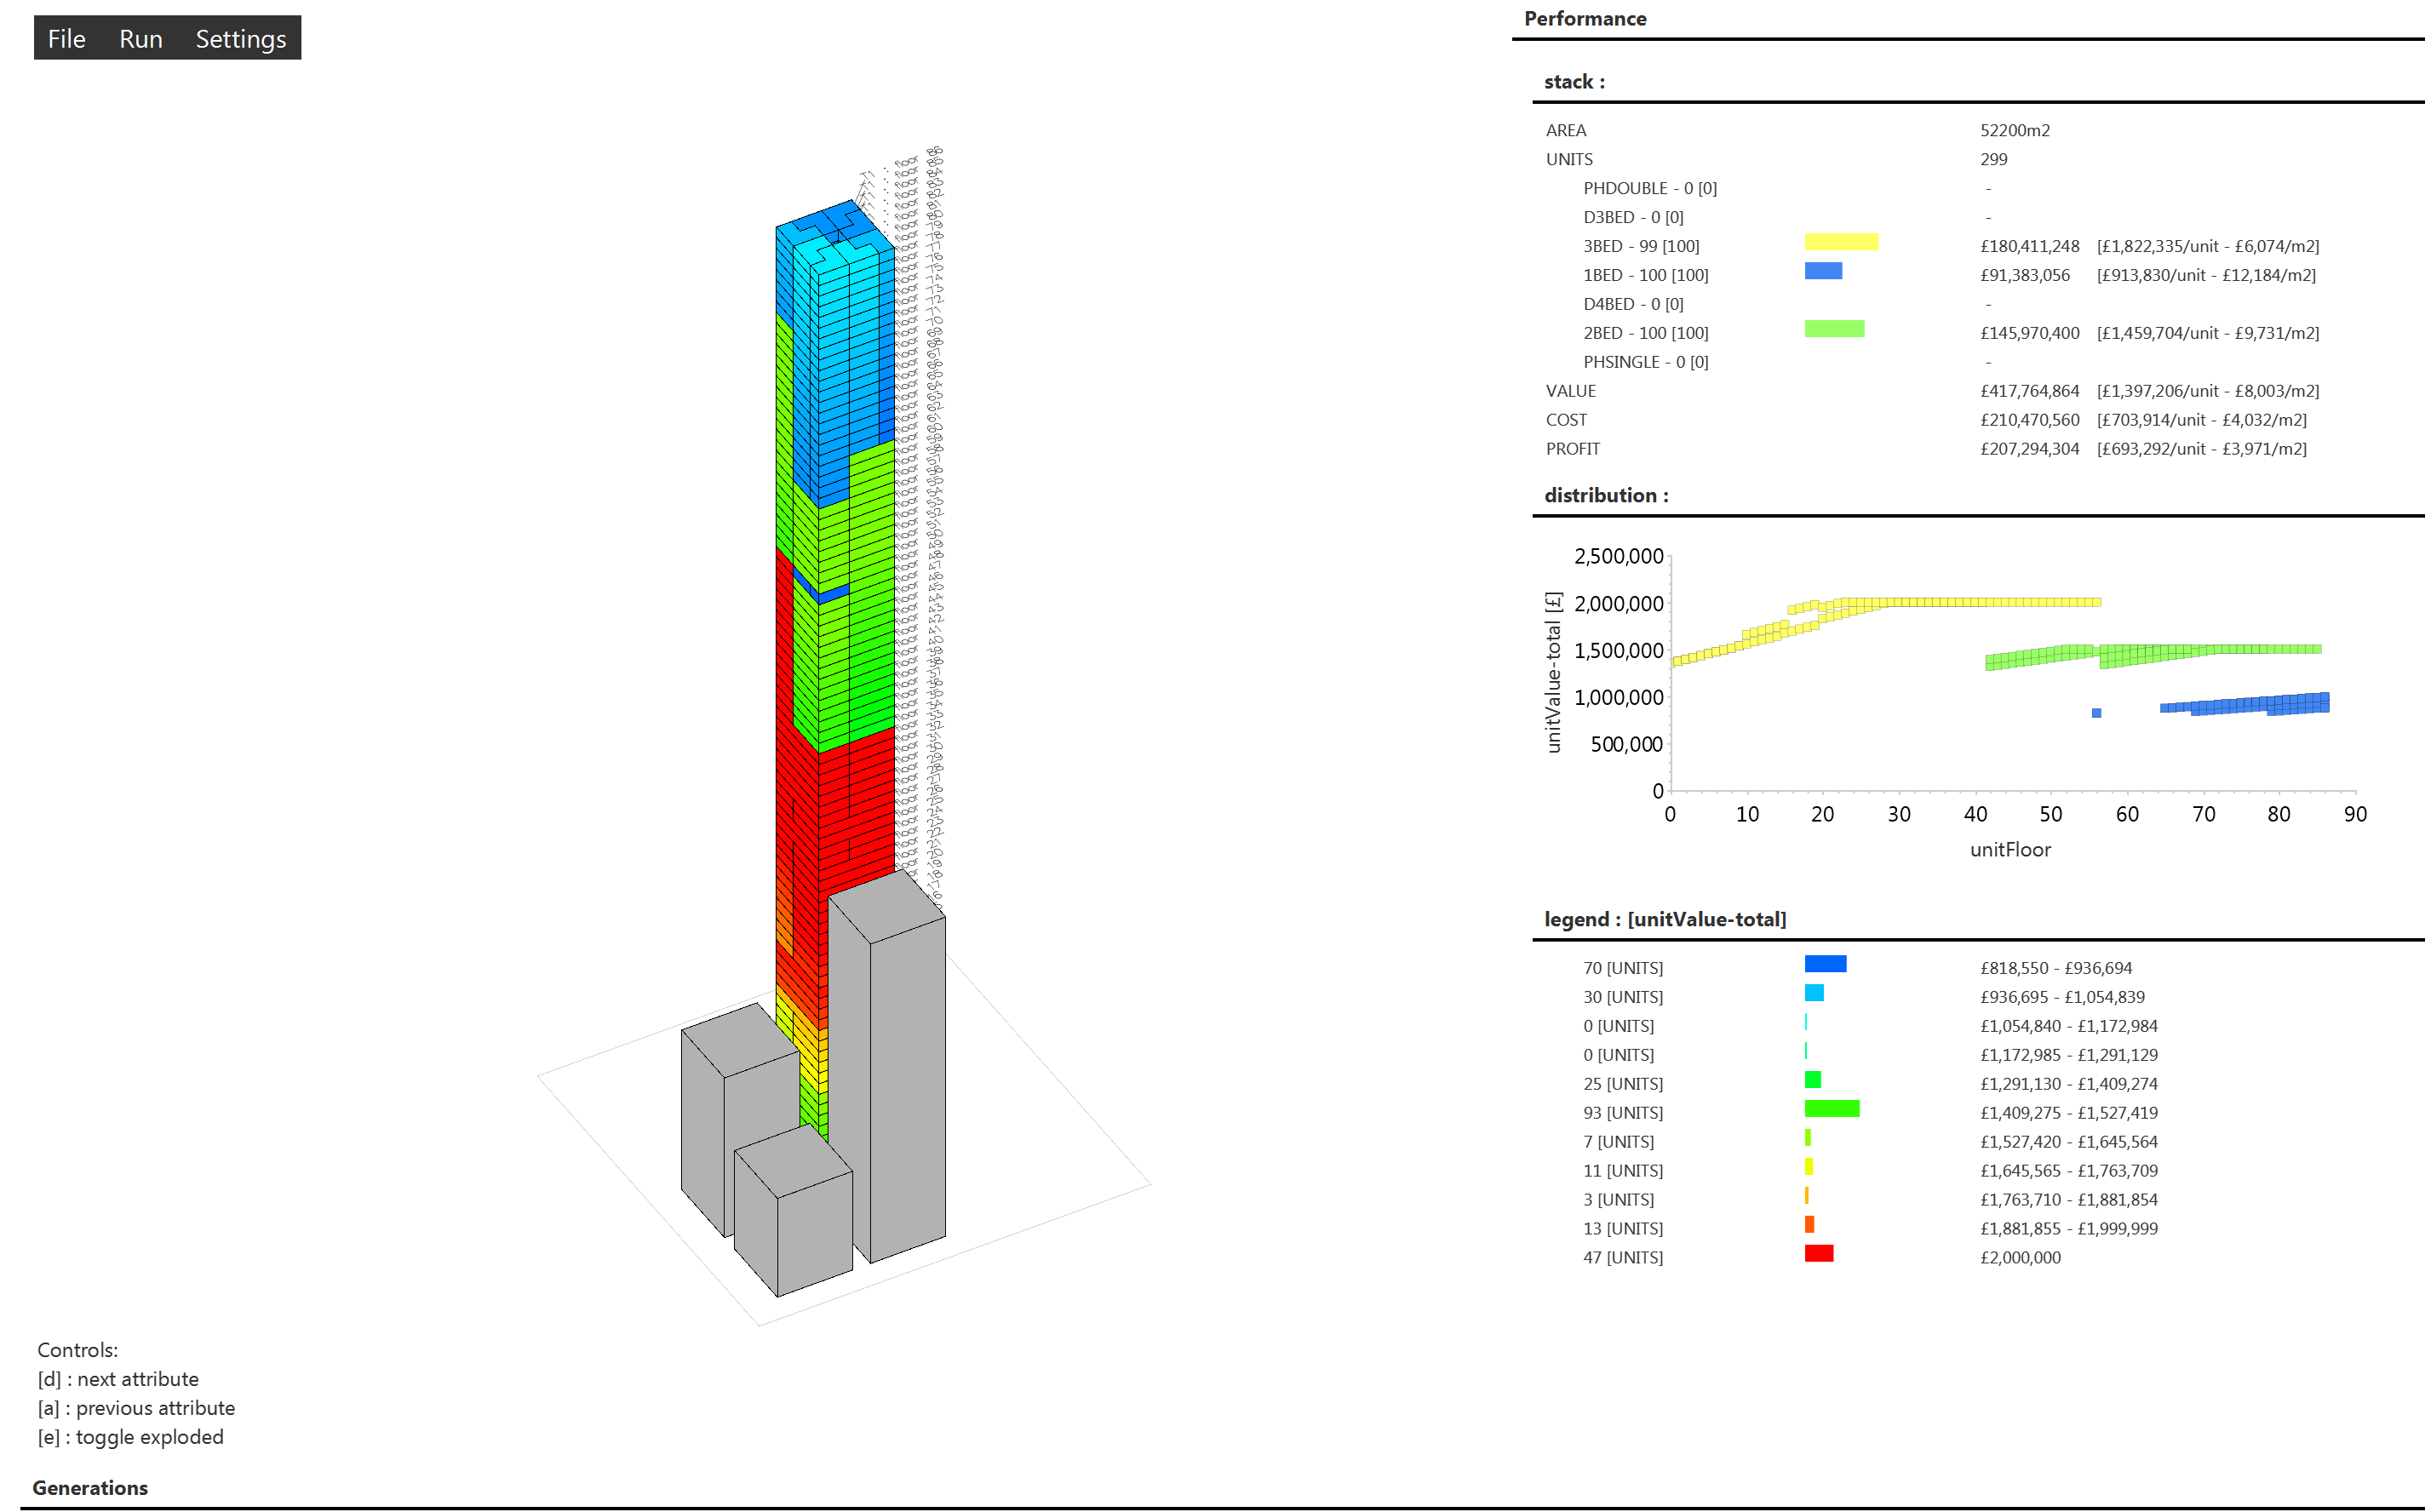 File Run Settings
Performance
stack :
AREA 52200m2
UNITS 299
PHDOUBLE - 0 [0] -
D3BED - 0 [0] -
3BED - 99 [100] £180,411,248 [£1,822,335/unit - £6,074/m2]
1BED - 100 [100] £91,383,056 [£913,830/unit - £12,184/m2]
D4BED - 0 [0] -
2BED - 100 [100] £145,970,400 [£1,459,704/unit - £9,731/m2]
PHSINGLE - 0 [0] -
VALUE £417,764,864 [£1,397,206/unit - £8,003/m2]
COST £210,470,560 [£703,914/unit - £4,032/m2]
PROFIT £207,294,304 [£693,292/unit - £3,971/m2]
distribution :
unitValue-total [£]
2,500,000
2,000,000
1,500,000
1,000,000
500,000
0
0 10 20 30 40 50 60 70 80 90
unitFloor
legend : [unitValue-total]
70 [UNITS] £818,550 - £936,694
30 [UNITS] £936,695 - £1,054,839
0 [UNITS] £1,054,840 - £1,172,984
0 [UNITS] £1,172,985 - £1,291,129
25 [UNITS] £1,291,130 - £1,409,274
93 [UNITS] £1,409,275 - £1,527,419
7 [UNITS] £1,527,420 - £1,645,564
11 [UNITS] £1,645,565 - £1,763,709
3 [UNITS] £1,763,710 - £1,881,854
13 [UNITS] £1,881,855 - £1,999,999
47 [UNITS] £2,000,000
Controls:
[d] : next attribute
[a] : previous attribute
[e] : toggle exploded
Generations